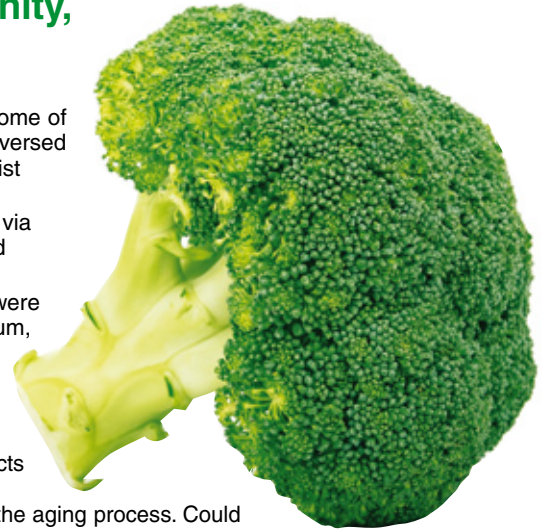 nity,
ome of
versed
ist
via
d
were
um,
cts
the aging process. Could